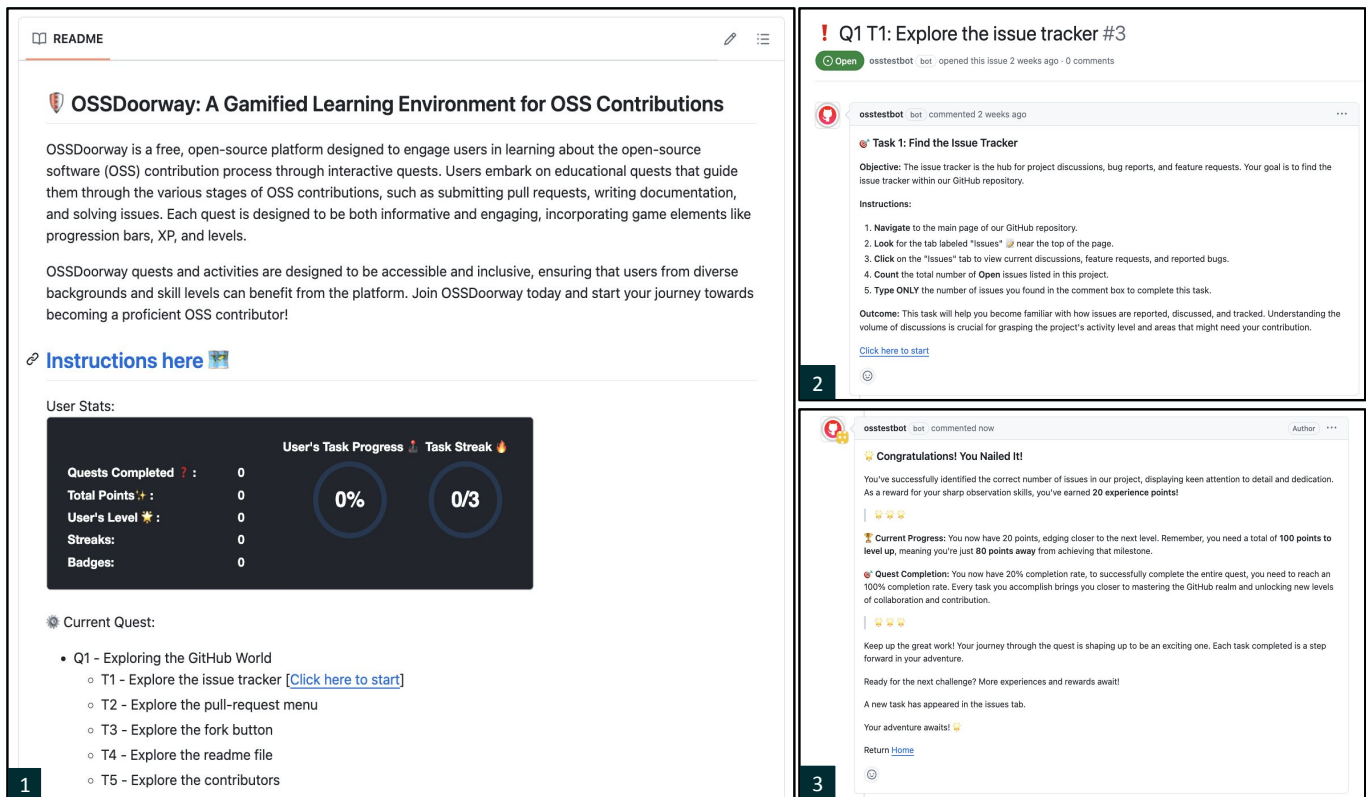 README
OSSDoorway: A Gamified Learning Environment for OSS Contributions
OSSDoorway is a free, open-source platform designed to engage users in learning about the open-source
software (OSS) contribution process through interactive quests. Users embark on educational quests that guide
them through the various stages of OSS contributions, such as submitting pull requests, writing documentation,
and solving issues. Each quest is designed to be both informative and engaging, incorporating game elements like
progression bars, XP, and levels.
OSSDoorway quests and activities are designed to be accessible and inclusive, ensuring that users from diverse
backgrounds and skill levels can benefit from the platform. Join OSSDoorway today and start your journey towards
becoming a proficient OSS contributor!
Instructions here
User Stats:
User's Task Progress Task Streak
Quests Completed ❓ : 0
Total Points✨ : 0
User's Level 🌟 : 0
Streaks: 0
Badges: 0
0% 0/3
Current Quest:
• Q1 - Exploring the GitHub World
◦ T1 - Explore the issue tracker [Click here to start]
◦ T2 - Explore the pull-request menu
◦ T3 - Explore the fork button
◦ T4 - Explore the readme file
◦ T5 - Explore the contributors
1
❗ Q1 T1: Explore the issue tracker #3
Open osstestbot bot opened this issue 2 weeks ago · 0 comments
osstestbot bot commented 2 weeks ago
Task 1: Find the Issue Tracker
Objective: The issue tracker is the hub for project discussions, bug reports, and feature requests. Your goal is to find the
issue tracker within our GitHub repository.
Instructions:
1. Navigate to the main page of our GitHub repository.
2. Look for the tab labeled "Issues" 📝 near the top of the page.
3. Click on the "Issues" tab to view current discussions, feature requests, and reported bugs.
4. Count the total number of Open issues listed in this project.
5. Type ONLY the number of issues you found in the comment box to complete this task.
Outcome: This task will help you become familiar with how issues are reported, discussed, and tracked. Understanding the
volume of discussions is crucial for grasping the project's activity level and areas that might need your contribution.
Click here to start
2
osstestbot bot commented now Author
Congratulations! You Nailed It!
You've successfully identified the correct number of issues in our project, displaying keen attention to detail and dedication.
As a reward for your sharp observation skills, you've earned 20 experience points!
Current Progress: You now have 20 points, edging closer to the next level. Remember, you need a total of 100 points to
level up, meaning you're just 80 points away from achieving that milestone.
Quest Completion: You now have 20% completion rate, to successfully complete the entire quest, you need to reach an
100% completion rate. Every task you accomplish brings you closer to mastering the GitHub realm and unlocking new levels
of collaboration and contribution.
Keep up the great work! Your journey through the quest is shaping up to be an exciting one. Each task completed is a step
forward in your adventure.
Ready for the next challenge? More experiences and rewards await!
A new task has appeared in the issues tab.
Your adventure awaits!
Return Home
3